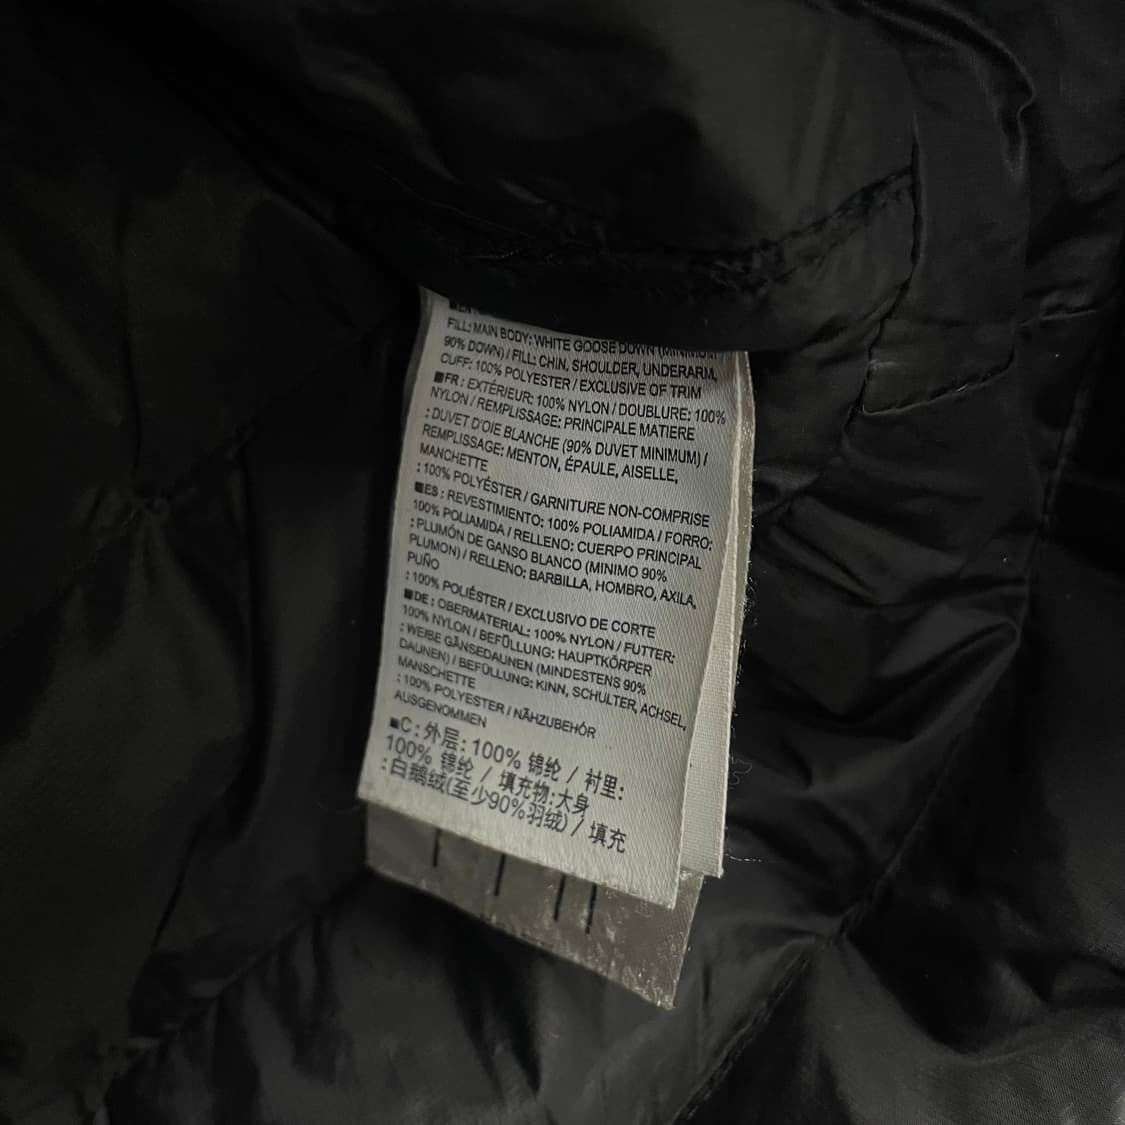 FILL: MAIN BODY: WHITE GOOSE DOWN (MINIMUM
90% DOWN) / FILL: CHIN, SHOULDER, UNDERARM,
CUFF: 100% POLYESTER / EXCLUSIVE OF TRIM
■FR : EXTÉRIEUR: 100% NYLON / DOUBLURE: 100%
NYLON / REMPLISSAGE: PRINCIPALE MATIERE
: DUVET D'OIE BLANCHE (90% DUVET MINIMUM) /
REMPLISSAGE: MENTON, ÉPAULE, AISELLE,
MANCHETTE
: 100% POLYÉSTER / GARNITURE NON-COMPRISE
■ES : REVESTIMIENTO: 100% POLIAMIDA / FORRO:
100% POLIAMIDA / RELLENO: CUERPO PRINCIPAL
: PLUMÓN DE GANSO BLANCO (MINIMO 90%
PLUMON) / RELLENO: BARBILLA, HOMBRO, AXILA,
PUÑO
: 100% POLIÉSTER / EXCLUSIVO DE CORTE
■DE : OBERMATERIAL: 100% NYLON / FUTTER:
100% NYLON / BEFÜLLUNG: HAUPTKÖRPER
: WEIBE GÄNSEDAUNEN (MINDESTENS 90%
DAUNEN) / BEFÜLLUNG: KINN, SCHULTER, ACHSEL,
MANSCHETTE
: 100% POLYESTER / NÄHZUBEHÖR
AUSGENOMMEN
■C : 外层: 100% 锦纶 / 衬里:
100% 锦纶 / 填充物:大身
: 白鹅绒(至少90%羽绒) / 填充